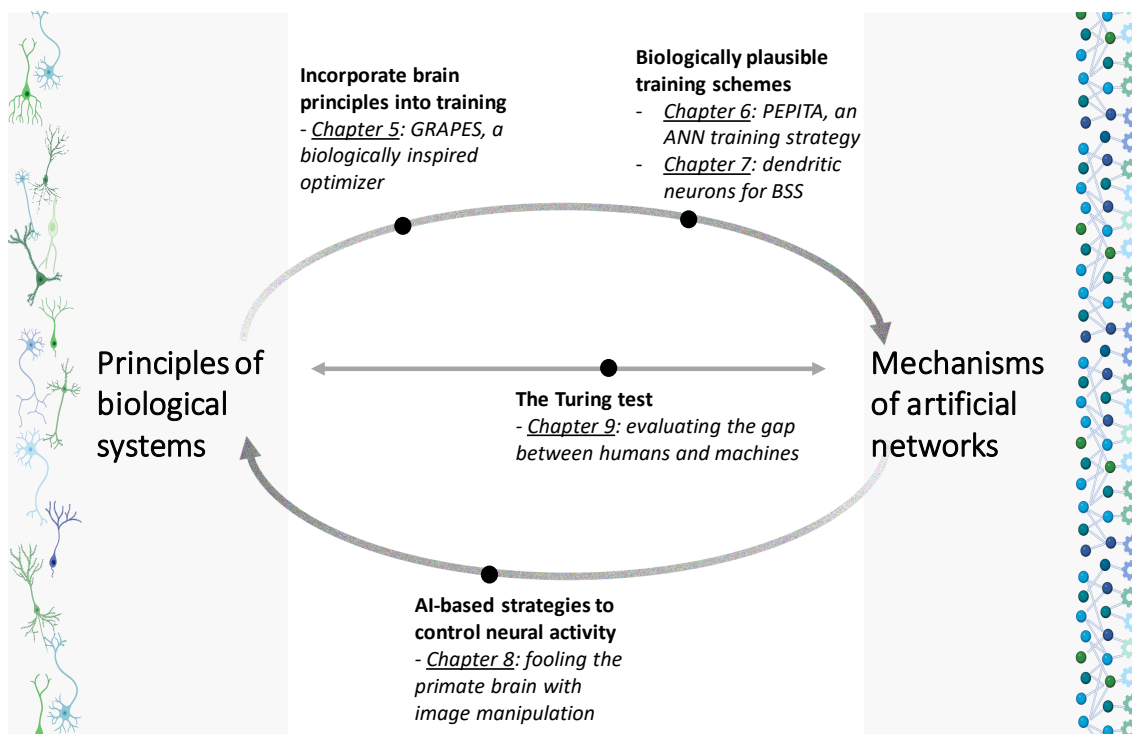 Incorporate brain
principles into training
- Chapter 5: GRAPES, a
biologically inspired
optimizer
Biologically plausible
training schemes
- Chapter 6: PEPITA, an
ANN training strategy
- Chapter 7: dendritic
neurons for BSS
Principles of
biological
systems
Mechanisms
of artificial
networks
The Turing test
- Chapter 9: evaluating the gap
between humans and machines
AI-based strategies to
control neural activity
- Chapter 8: fooling the
primate brain with
image manipulation